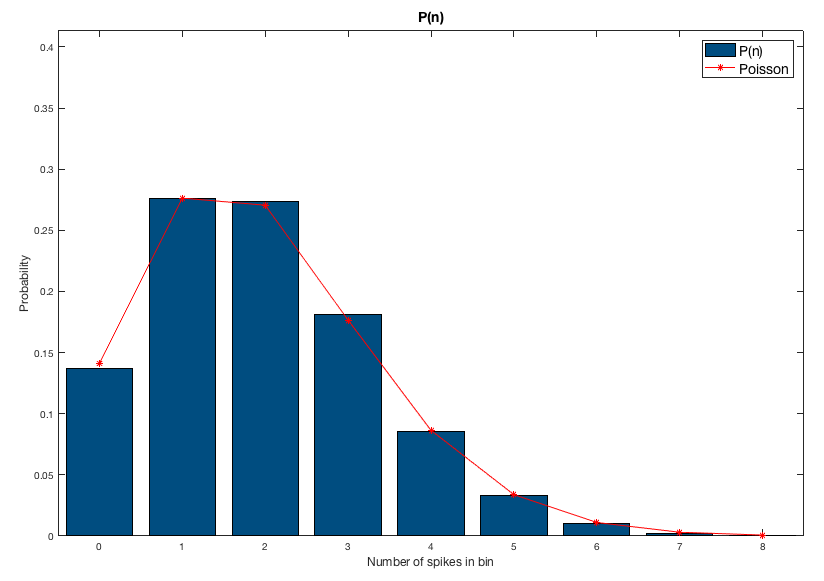 P(n)
P(n)
Poisson
0.4
0.35
0.3
0.25
0.2
0.15
0.1
0.05
0
Probability
0 1 2 3 4 5 6 7 8
Number of spikes in bin